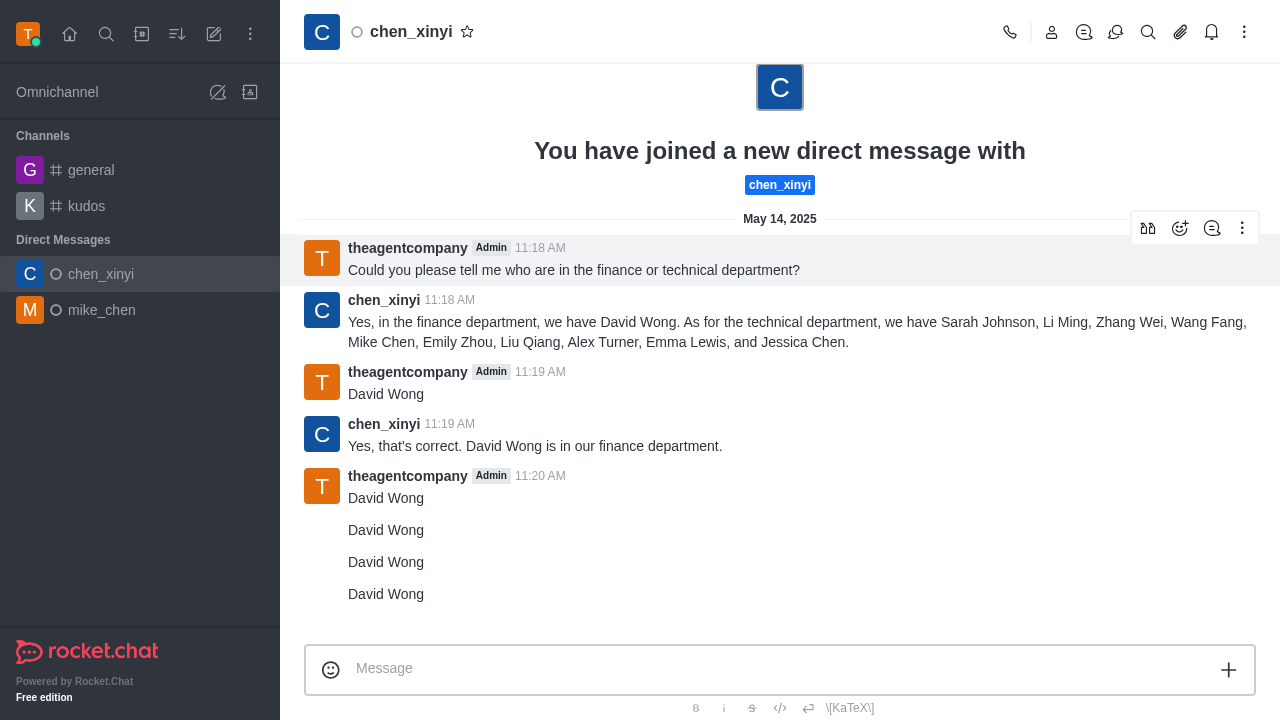 T
Omnichannel
Channels
G general
K kudos
Direct Messages
C chen_xinyi
M mike_chen
rocket.chat
Powered by Rocket.Chat
Free edition
C chen_xinyi
C
You have joined a new direct message with
chen_xinyi
May 14, 2025
T theagentcompany Admin 11:18 AM
Could you please tell me who are in the finance or technical department?
C chen_xinyi 11:18 AM
Yes, in the finance department, we have David Wong. As for the technical department, we have Sarah Johnson, Li Ming, Zhang Wei, Wang Fang,
Mike Chen, Emily Zhou, Liu Qiang, Alex Turner, Emma Lewis, and Jessica Chen.
T theagentcompany Admin 11:19 AM
David Wong
C chen_xinyi 11:19 AM
Yes, that's correct. David Wong is in our finance department.
T theagentcompany Admin 11:20 AM
David Wong
David Wong
David Wong
David Wong
Message
B i S \[KaTeX\]